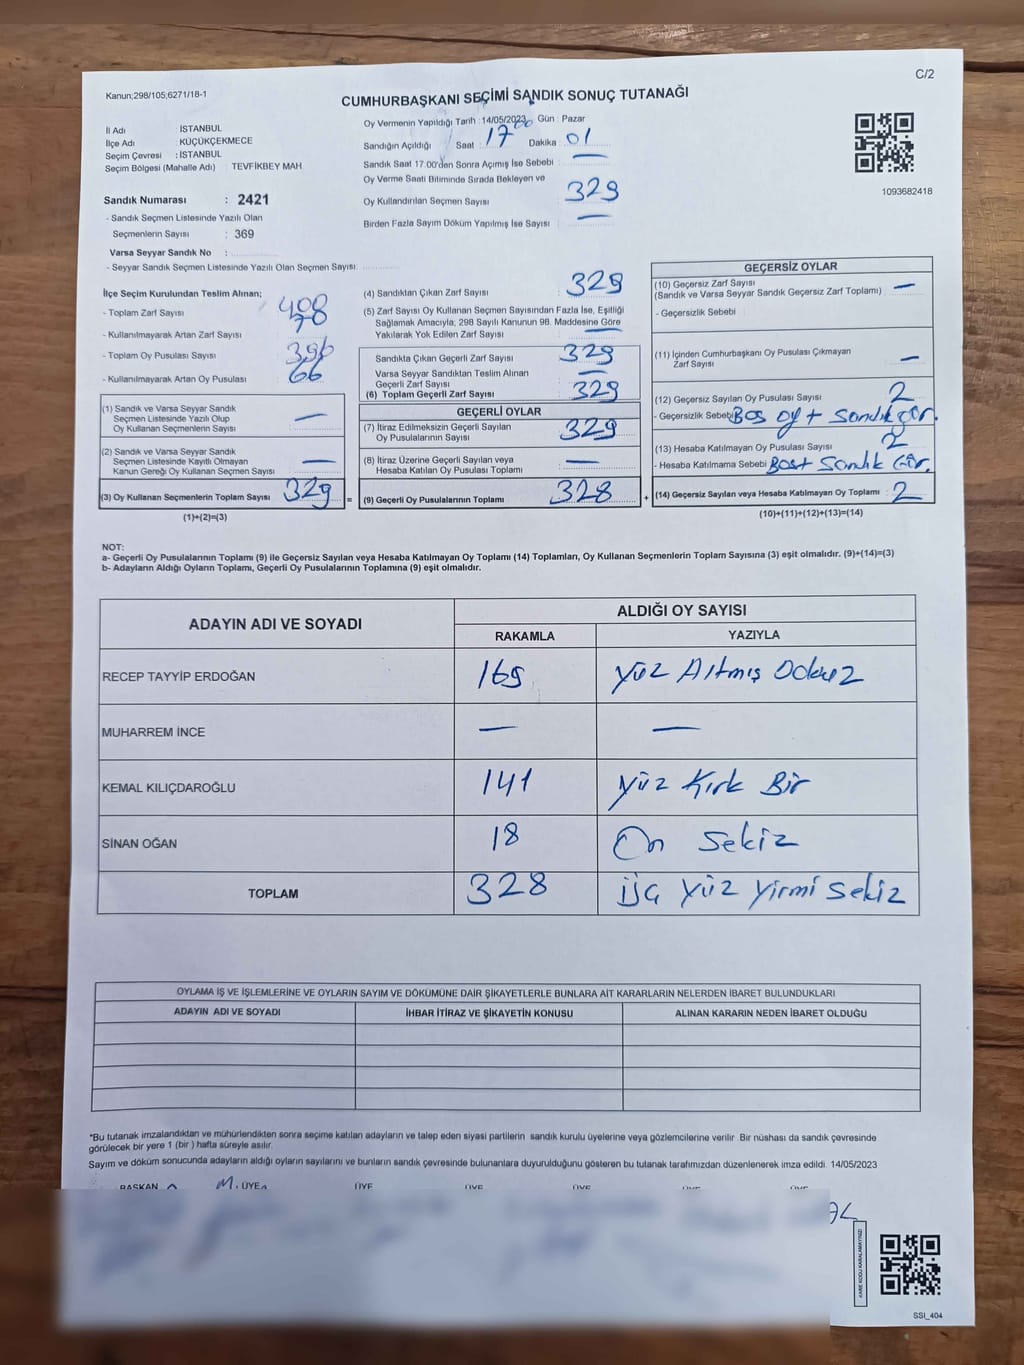 C/2
Kanun;298/105;6271/18-1
CUMHURBAŞKANI SEÇİMİ SANDIK SONUÇ TUTANAĞI
İl Adı : İSTANBUL
İlçe Adı : KÜÇÜKÇEKMECE
Seçim Çevresi : İSTANBUL
Seçim Bölgesi (Mahalle Adı) : TEVFİKBEY MAH
Sandık Numarası : 2421
- Sandık Seçmen Listesinde Yazılı Olan
Seçmenlerin Sayısı : 369
Varsa Seyyar Sandık No :
- Seyyar Sandık Seçmen Listesinde Yazılı Olan Seçmen Sayısı:
Oy Vermenin Yapıldığı Tarih : 14/05/2023 Gün : Pazar
Sandığın Açıldığı Saat : 17 00 Dakika : 01
Sandık Saat 17.00'den Sonra Açımış İse Sebebi : —
Oy Verme Saati Bitiminde Sırada Bekleyen ve
Oy Kullandırılan Seçmen Sayısı : 329
Birden Fazla Sayım Döküm Yapılmış İse Sayısı : —
1093682418
İlçe Seçim Kurulundan Teslim Alınan;
- Toplam Zarf Sayısı : 408
- Kullanılmayarak Artan Zarf Sayısı : 78
- Toplam Oy Pusulası Sayısı : 396
- Kullanılmayarak Artan Oy Pusulası : 66
(1) Sandık ve Varsa Seyyar Sandık
Seçmen Listesinde Yazılı Olup
Oy Kullanan Seçmenlerin Sayısı : —
(2) Sandık ve Varsa Seyyar Sandık
Seçmen Listesinde Kayıtlı Olmayan
Kanun Gereği Oy Kullanan Seçmen Sayısı : —
(3) Oy Kullanan Seçmenlerin Toplam Sayısı : 329
(1)+(2)=(3)
=
(4) Sandıktan Çıkan Zarf Sayısı : 329
(5) Zarf Sayısı Oy Kullanan Seçmen Sayısından Fazla İse, Eşitliği
Sağlamak Amacıyla; 298 Sayılı Kanunun 98. Maddesine Göre
Yakılarak Yok Edilen Zarf Sayısı : —
Sandıkta Çıkan Geçerli Zarf Sayısı : 329
Varsa Seyyar Sandıktan Teslim Alınan
Geçerli Zarf Sayısı : —
(6) Toplam Geçerli Zarf Sayısı : 329
GEÇERLİ OYLAR
(7) İtiraz Edilmeksizin Geçerli Sayılan
Oy Pusulalarının Sayısı : 329
(8) İtiraz Üzerine Geçerli Sayılan veya
Hesaba Katılan Oy Pusulası Toplamı : —
(9) Geçerli Oy Pusulalarının Toplamı : 328
+
GEÇERSİZ OYLAR
(10) Geçersiz Zarf Sayısı
(Sandık ve Varsa Seyyar Sandık Geçersiz Zarf Toplamı) : —
- Geçersizlik Sebebi :
(11) İçinden Cumhurbaşkanı Oy Pusulası Çıkmayan
Zarf Sayısı : —
(12) Geçersiz Sayılan Oy Pusulası Sayısı : 2
- Geçersizlik Sebebi Boş oy + Sandık gör.
(13) Hesaba Katılmayan Oy Pusulası Sayısı : 2
- Hesaba Katılmama Sebebi Boş+ Sandık Gör.
(14) Geçersiz Sayılan veya Hesaba Katılmayan Oy Toplamı : 2
(10)+(11)+(12)+(13)=(14)
NOT:
a- Geçerli Oy Pusulalarının Toplamı (9) ile Geçersiz Sayılan veya Hesaba Katılmayan Oy Toplamı (14) Toplamları, Oy Kullanan Seçmenlerin Toplam Sayısına (3) eşit olmalıdır. (9)+(14)=(3)
b- Adayların Aldığı Oyların Toplamı, Geçerli Oy Pusulalarının Toplamına (9) eşit olmalıdır.
ADAYIN ADI VE SOYADI ALDIĞI OY SAYISI
RAKAMLA YAZIYLA
RECEP TAYYİP ERDOĞAN 169 Yüz Altmış Dokuz
MUHARREM İNCE — —
KEMAL KILIÇDAROĞLU 141 Yüz Kırk Bir
SİNAN OĞAN 18 On Sekiz
TOPLAM 328 Üç Yüz Yirmi Sekiz
OYLAMA İŞ VE İŞLEMLERİNE VE OYLARIN SAYIM VE DÖKÜMÜNE DAİR ŞİKAYETLERLE BUNLARA AİT KARARLARIN NELERDEN İBARET BULUNDUKLARI
ADAYIN ADI VE SOYADI İHBAR İTİRAZ VE ŞİKAYETİN KONUSU ALINAN KARARIN NEDEN İBARET OLDUĞU
*Bu tutanak imzalandıktan ve mühürlendikten sonra seçime katılan adayların ve talep eden siyasi partilerin sandık kurulu üyelerine veya gözlemcilerine verilir. Bir nüshası da sandık çevresinde
görülecek bir yere 1 (bir ) hafta süreyle asılır.
Sayım ve döküm sonucunda adayların aldığı oyların sayılarını ve bunların sandık çevresinde bulunanlara duyurulduğunu gösteren bu tutanak tarafımızdan düzenlenerek imza edildi. 14/05/2023
BAŞKAN M. ÜYE ÜYE ÜYE ÜYE ÜYE ÜYE
KARE KODU KARALAMAYINIZ!
SSI_404